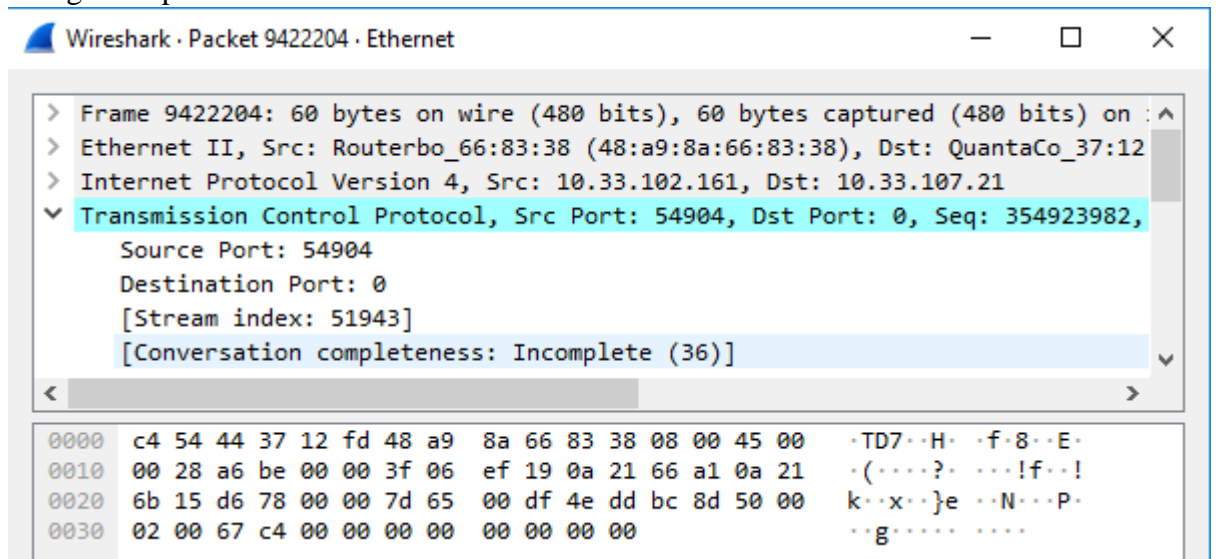 Wireshark · Packet 9422204 · Ethernet
Frame 9422204: 60 bytes on wire (480 bits), 60 bytes captured (480 bits) on
Ethernet II, Src: Routerbo_66:83:38 (48:a9:8a:66:83:38), Dst: QuantaCo_37:12
Internet Protocol Version 4, Src: 10.33.102.161, Dst: 10.33.107.21
Transmission Control Protocol, Src Port: 54904, Dst Port: 0, Seq: 354923982,
Source Port: 54904
Destination Port: 0
[Stream index: 51943]
[Conversation completeness: Incomplete (36)]
0000 c4 54 44 37 12 fd 48 a9 8a 66 83 38 08 00 45 00 ·TD7··H· ·f·8··E·
0010 00 28 a6 be 00 00 3f 06 ef 19 0a 21 66 a1 0a 21 ·(····?· ···!f··!
0020 6b 15 d6 78 00 00 7d 65 00 df 4e dd bc 8d 50 00 k··x··}e ··N···P·
0030 02 00 67 c4 00 00 00 00 00 00 00 00 ··g····· ····